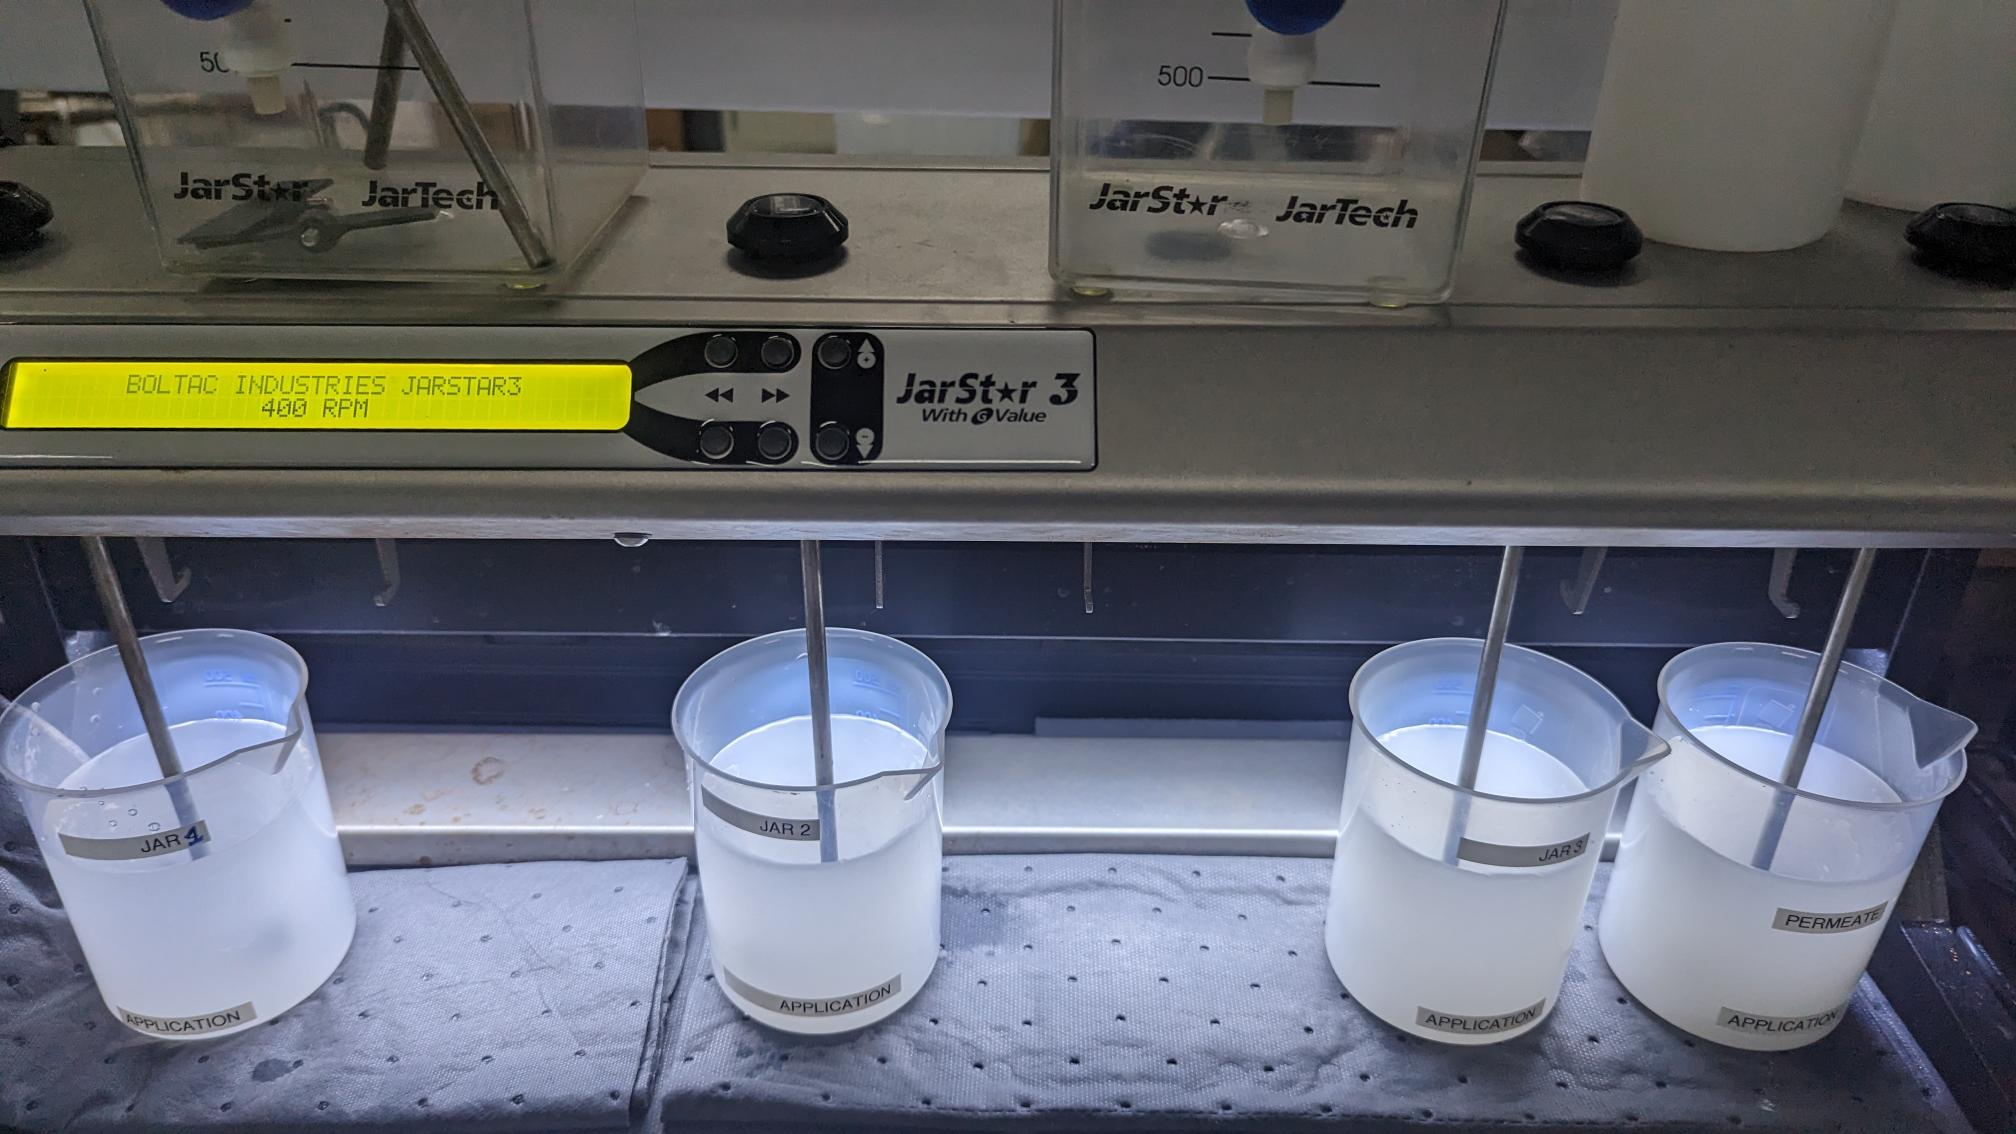 500
JarStar JarTech
JarStar JarTech
BOLTAC INDUSTRIES JARSTAR3
400 RPM
JarStar 3
With G Value
JAR 1
JAR 2
JAR 3
PERMEATE
APPLICATION
APPLICATION
APPLICATION
APPLICATION